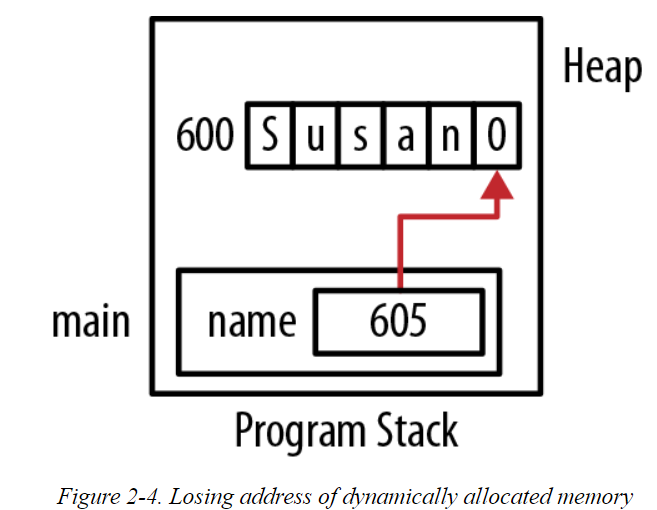 Heap
600 S u s a n 0
main name 605
Program Stack
Figure 2-4. Losing address of dynamically allocated memory